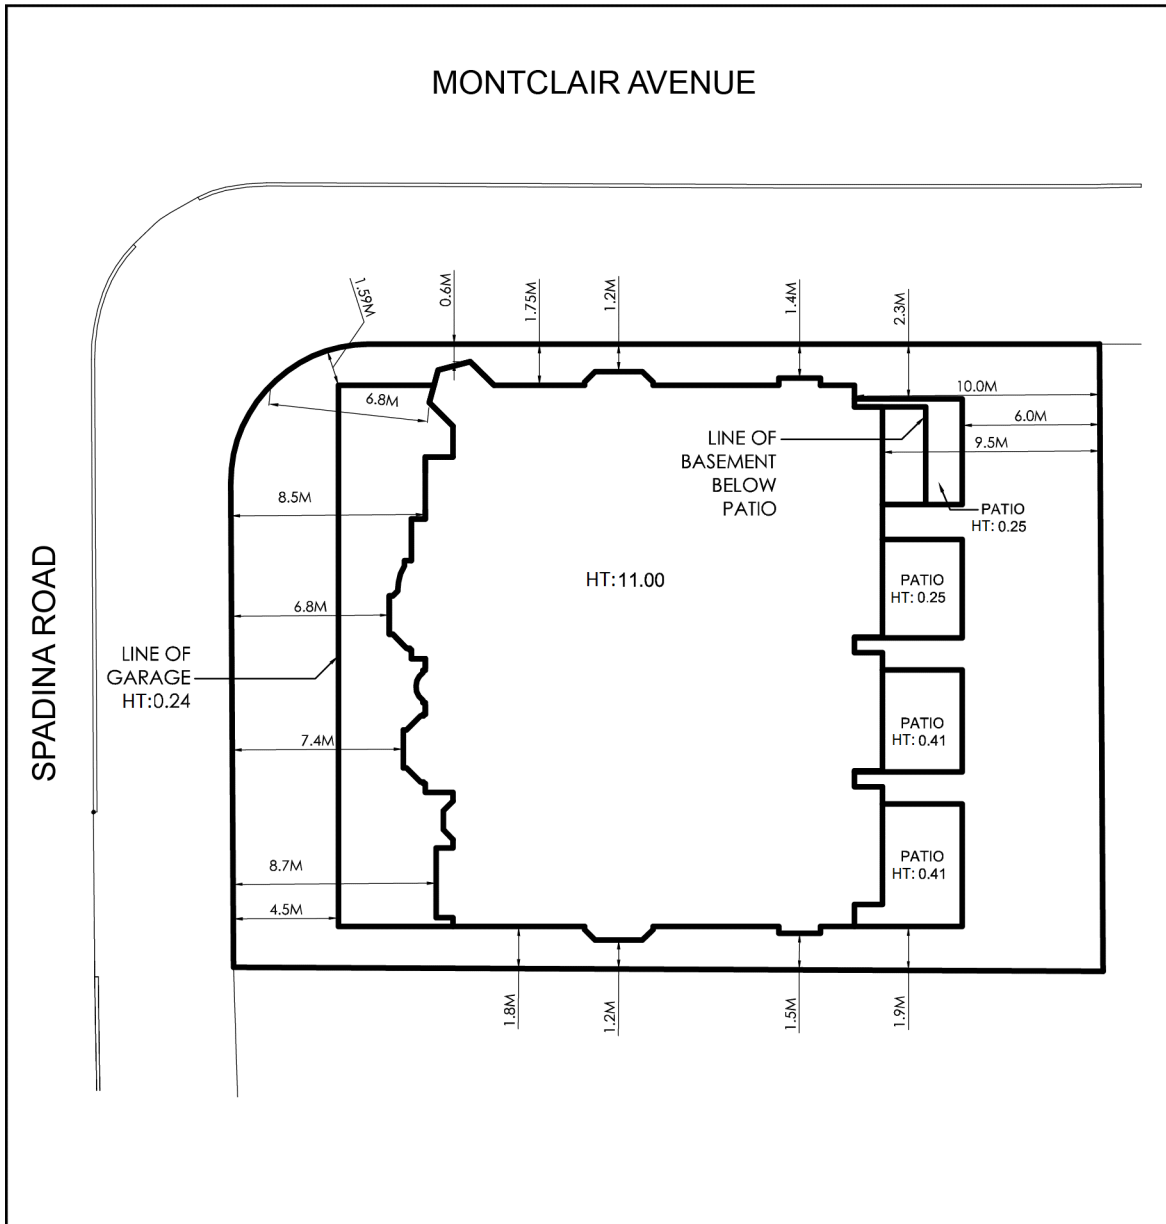 MONTCLAIR AVENUE
1.59M
0.6M
1.75M
1.2M
1.4M
2.3M
6.8M
10.0M
6.0M
9.5M
LINE OF
BASEMENT
BELOW
PATIO
8.5M
PATIO
HT: 0.25
HT: 11.00
PATIO
HT: 0.25
6.8M
SPADINA ROAD
LINE OF
GARAGE
HT:0.24
7.4M
PATIO
HT: 0.41
8.7M
PATIO
HT: 0.41
4.5M
1.8M
1.2M
1.5M
1.9M